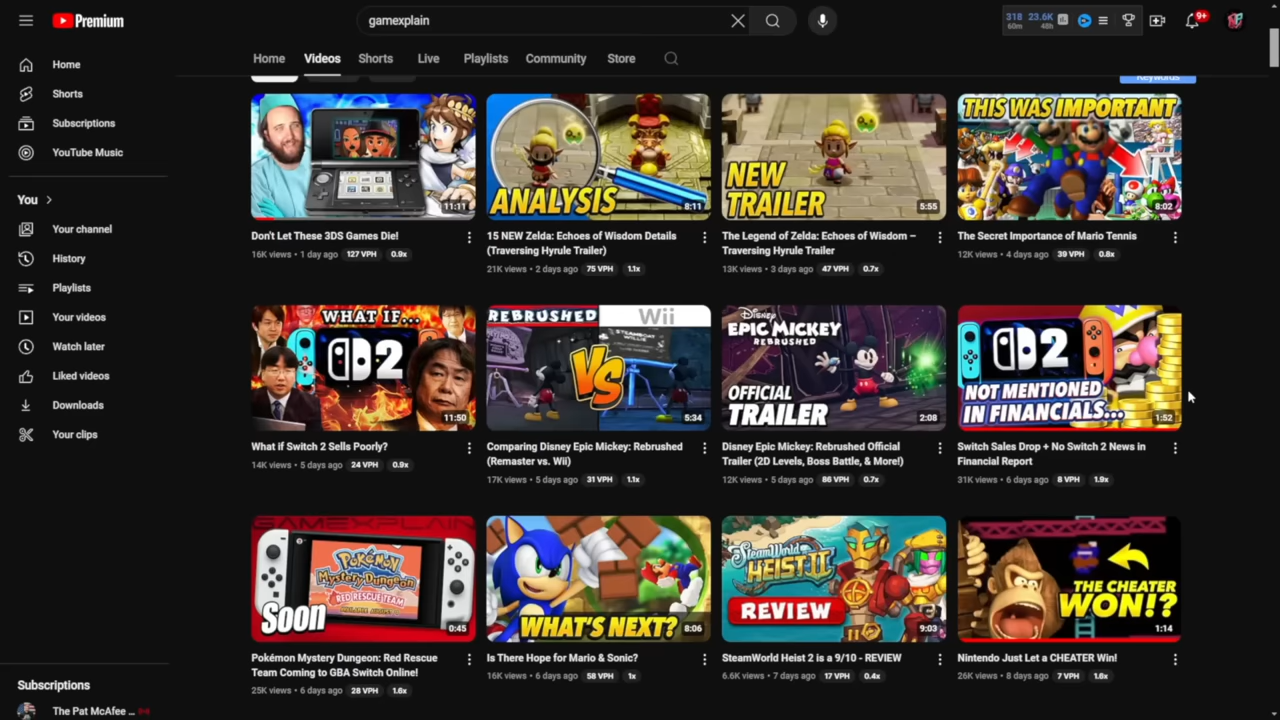 Premium
gamexplain
318 23.6K
60m 48h
9+
Home Videos Shorts Live Playlists Community Store
Keywords
Home
Shorts
Subscriptions
YouTube Music
You
Your channel
History
Playlists
Your videos
Watch later
Liked videos
Downloads
Your clips
Subscriptions
The Pat McAfee ...
11:11
Don't Let These 3DS Games Die!
16K views • 1 day ago 127 VPH 0.9x
ANALYSIS
8:11
15 NEW Zelda: Echoes of Wisdom Details
(Traversing Hyrule Trailer)
21K views • 2 days ago 75 VPH 1.1x
NEW
TRAILER
5:55
The Legend of Zelda: Echoes of Wisdom –
Traversing Hyrule Trailer
13K views • 3 days ago 47 VPH 0.7x
THIS WAS IMPORTANT
8:02
The Secret Importance of Mario Tennis
12K views • 4 days ago 39 VPH 0.8x
WHAT IF...
2
11:50
What if Switch 2 Sells Poorly?
14K views • 5 days ago 24 VPH 0.9x
REBRUSHED Wii
STEAMBOAT
WILLIE
VS
5:34
Comparing Disney Epic Mickey: Rebrushed
(Remaster vs. Wii)
17K views • 5 days ago 31 VPH 1.1x
Disney
EPIC MICKEY
REBRUSHED
OFFICIAL
TRAILER
2:08
Disney Epic Mickey: Rebrushed Official
Trailer (2D Levels, Boss Battle, & More!)
12K views • 5 days ago 86 VPH 0.7x
2
NOT MENTIONED
IN FINANCIALS...
1:52
Switch Sales Drop + No Switch 2 News in
Financial Report
31K views • 6 days ago 8 VPH 1.9x
GAMEXPLAIN
POKéMON
Mystery Dungeon
RED RESCUE TEAM
Soon
0:45
Pokémon Mystery Dungeon: Red Rescue
Team Coming to GBA Switch Online!
25K views • 6 days ago 28 VPH 1.6x
WHAT'S NEXT?
8:06
Is There Hope for Mario & Sonic?
16K views • 6 days ago 58 VPH 1x
SteamWorld
HEIST II
REVIEW
9:03
SteamWorld Heist 2 is a 9/10 - REVIEW
6.6K views • 7 days ago 17 VPH 0.4x
THE CHEATER
WON!?
1:14
Nintendo Just Let a CHEATER Win!
26K views • 8 days ago 7 VPH 1.6x